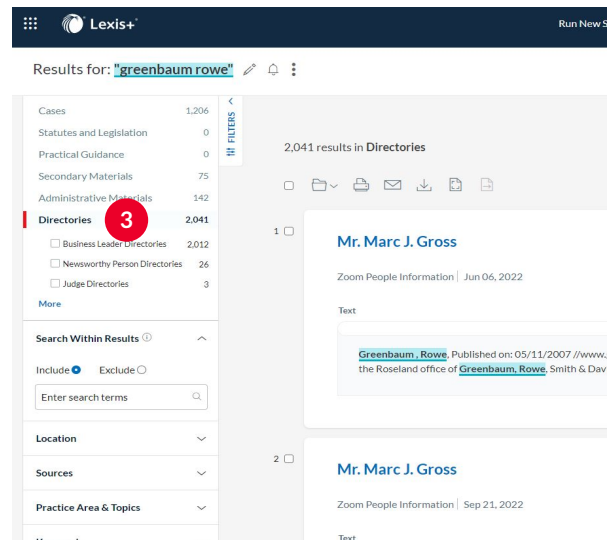 Lexis+
Run New S
Results for: "greenbaum rowe"
Cases 1,206
Statutes and Legislation 0
Practical Guidance 0
Secondary Materials 75
Administrative Materials 142
Directories 2,041
3
Business Leader Directories 2,012
Newsworthy Person Directories 26
Judge Directories 3
More
Search Within Results
Include Exclude
Enter search terms
Location
Sources
Practice Area & Topics
FILTERS
2,041 results in Directories
1
Mr. Marc J. Gross
Zoom People Information | Jun 06, 2022
Text
Greenbaum , Rowe, Published on: 05/11/2007 //www.
the Roseland office of Greenbaum, Rowe, Smith & Dav
2
Mr. Marc J. Gross
Zoom People Information | Sep 21, 2022
Text